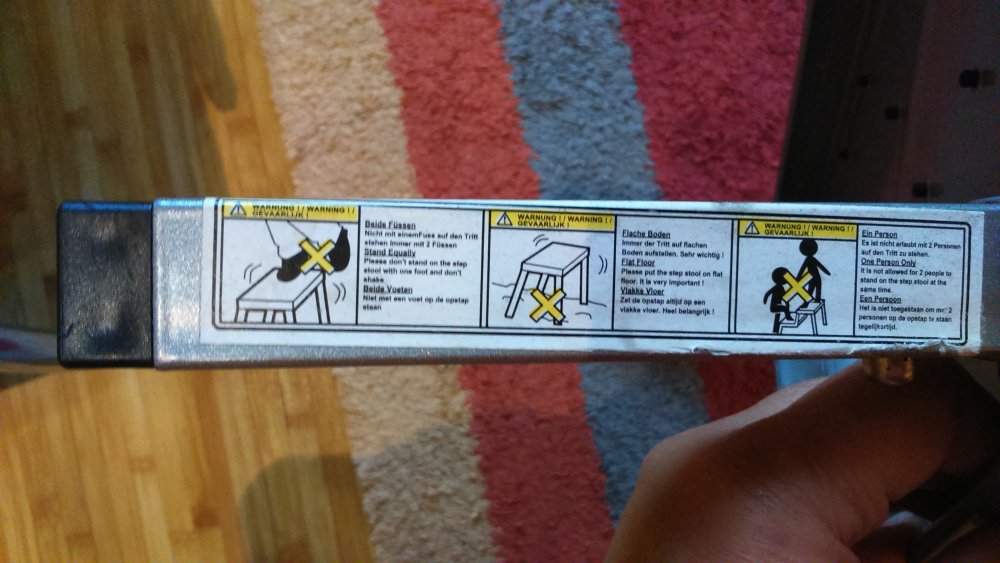 WARNUNG ! / WARNING ! /
GEVAARLIJK !
Beide Füssen
Nicht mit einemFuss auf den Tritt
stehen Immer mit 2 Füssen
Stand Equally
Please don't stand on the step
stool with one foot and don't
shake
Beide Voeten
Niet met een voet op de opstap
staan
WARNUNG ! / WARNING ! /
GEVAARLIJK !
Flache Boden
Immer der Tritt auf flachen
Boden aufstellen. Sehr wichtig !
Flat Floor
Please put the step stool on flat
floor. It is very important !
Vlakke Vloer
Zet de opstap altijd op een
vlakke vloer. Heel belangrijk !
WARNUNG ! / WARNING ! /
GEVAARLIJK !
Ein Person
Es ist nicht erlaubt mit 2 Personen
auf den Tritt zu stehen.
One Person Only
It is not allowed for 2 people to
stand on the step stool at the
same time.
Een Persoon
Het is niet toegestaan om met 2
personen op de opstap te staan
tegelijkertijd.